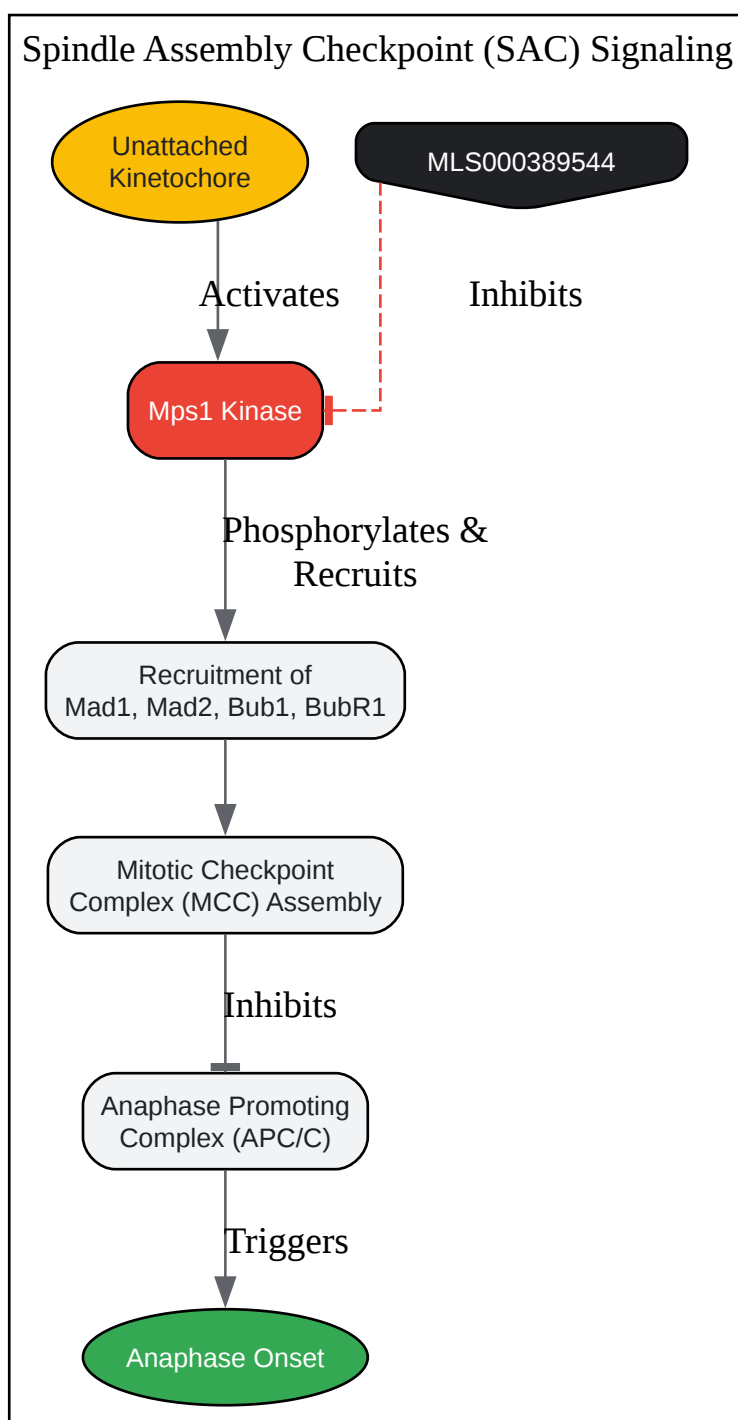 Spindle Assembly Checkpoint (SAC) Signaling
Unattached
Kinetochore
MLS000389544
Activates
Inhibits
Mps1 Kinase
Phosphorylates &
Recruits
Recruitment of
Mad1, Mad2, Bub1, BubR1
Mitotic Checkpoint
Complex (MCC) Assembly
Inhibits
Anaphase Promoting
Complex (APC/C)
Triggers
Anaphase Onset